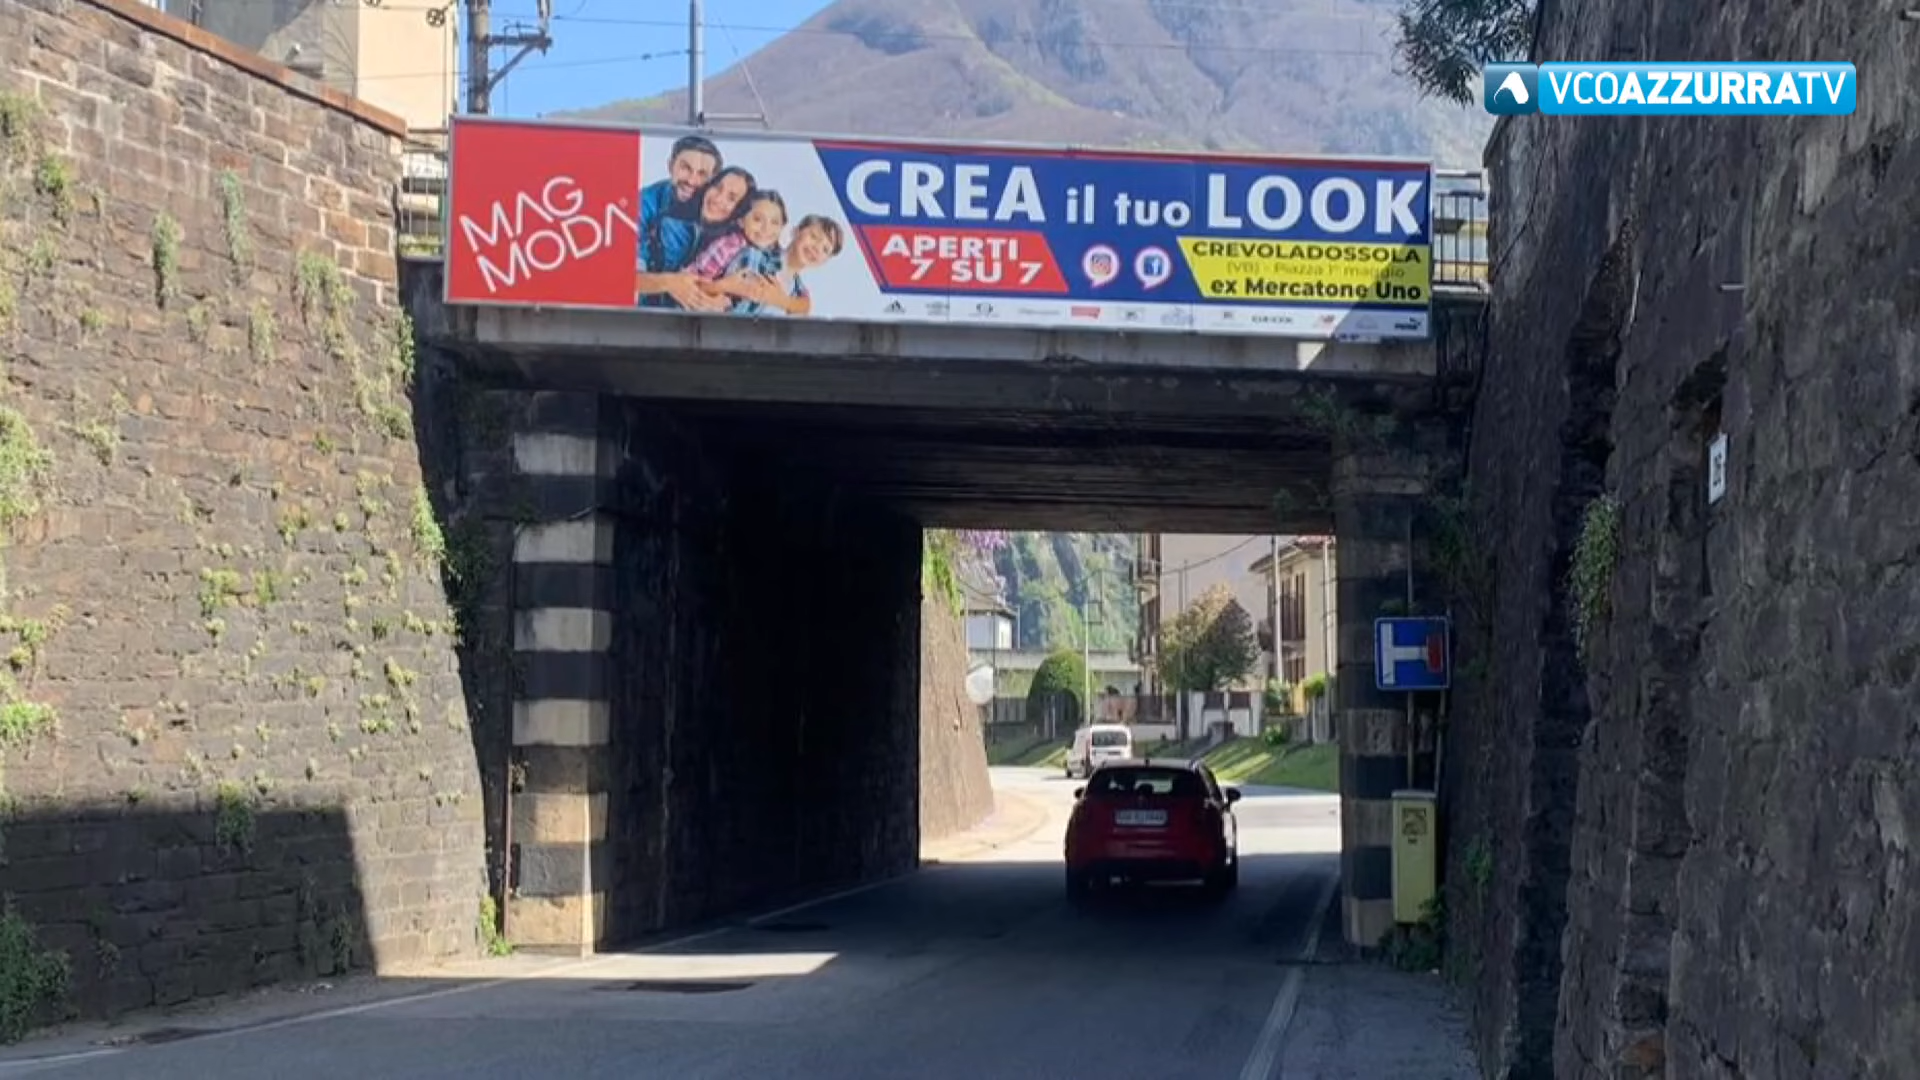 VCOAZZURRATV
MAG
MODA
CREA il tuo LOOK
APERTI
7 SU 7
CREVOLADOSSOLA
(VB) - Piazza 1° maggio
ex Mercatone Uno
GEOX